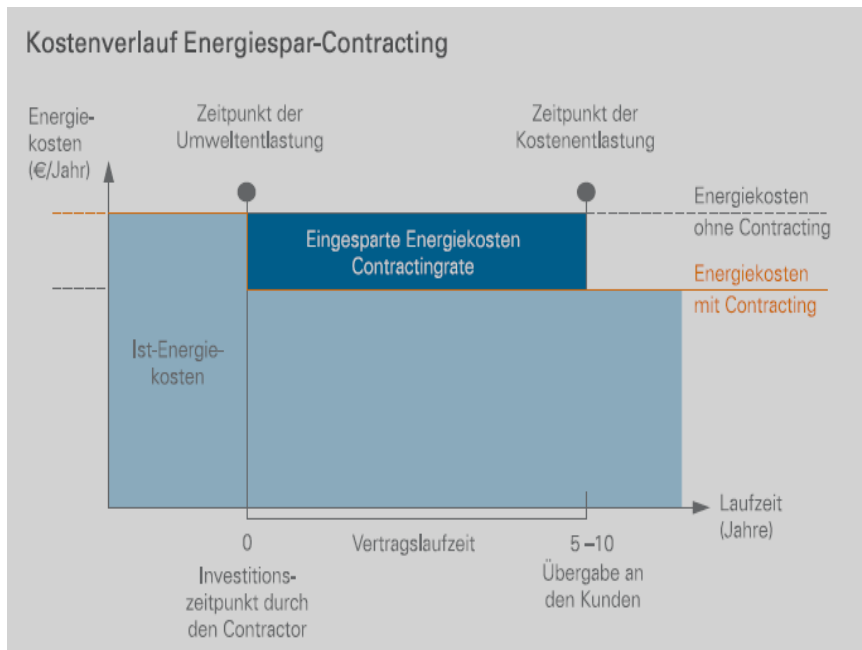 Kostenverlauf Energiespar-Contracting
Energie-
kosten
(€/Jahr)
Zeitpunkt der
Umweltentlastung
Zeitpunkt der
Kostenentlastung
Energiekosten
ohne Contracting
Eingesparte Energiekosten
Contractingrate
Energiekosten
mit Contracting
Ist-Energie-
kosten
Laufzeit
(Jahre)
0
Vertragslaufzeit
5–10
Investitions-
zeitpunkt durch
den Contractor
Übergabe an
den Kunden